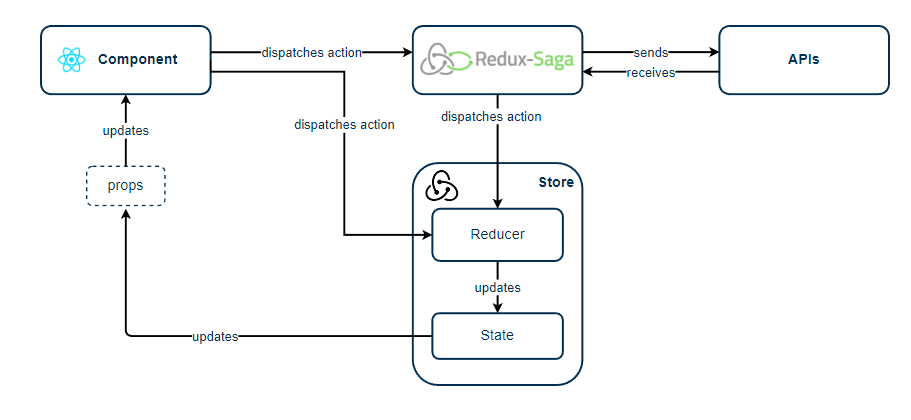 Component
dispatches action
Redux-Saga
sends
receives
APIs
dispatches action
dispatches action
updates
props
Store
Reducer
updates
State
updates